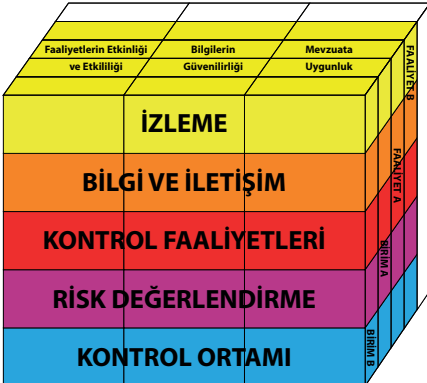 Faaliyetlerin Etkinliği
ve Etkililiği
Bilgilerin
Güvenilirliği
Mevzuata
Uygunluk
İZLEME
BİLGİ VE İLETİŞİM
KONTROL FAALİYETLERİ
RİSK DEĞERLENDİRME
KONTROL ORTAMI
BİRİM B
BİRİM A
FAALİYET A
FAALİYET B